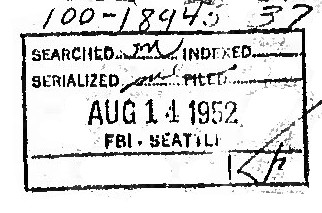 100-18945 37
SEARCHED INDEXED
SERIALIZED FILED
AUG 14 1952
FBI - SEATTLE